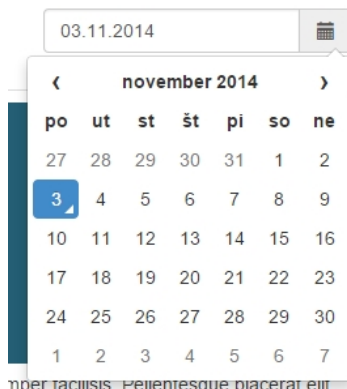 03.11.2014
‹ november 2014 ›
po ut st št pi so ne
27 28 29 30 31 1 2
3 4 5 6 7 8 9
10 11 12 13 14 15 16
17 18 19 20 21 22 23
24 25 26 27 28 29 30
1 2 3 4 5 6 7
facilisis. Pellentesque placerat elit